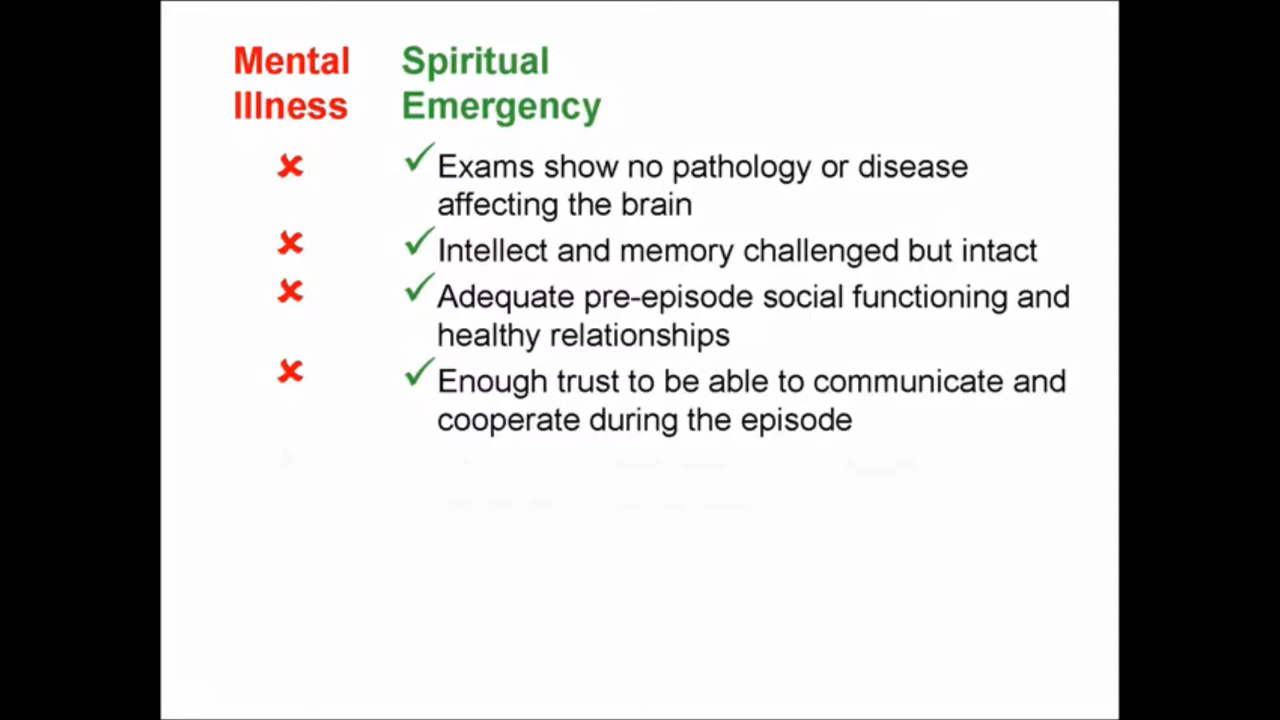 Mental Spiritual
Illness Emergency
✘ ✓ Exams show no pathology or disease
affecting the brain
✘ ✓ Intellect and memory challenged but intact
✘ ✓ Adequate pre-episode social functioning and
healthy relationships
✘ ✓ Enough trust to be able to communicate and
cooperate during the episode